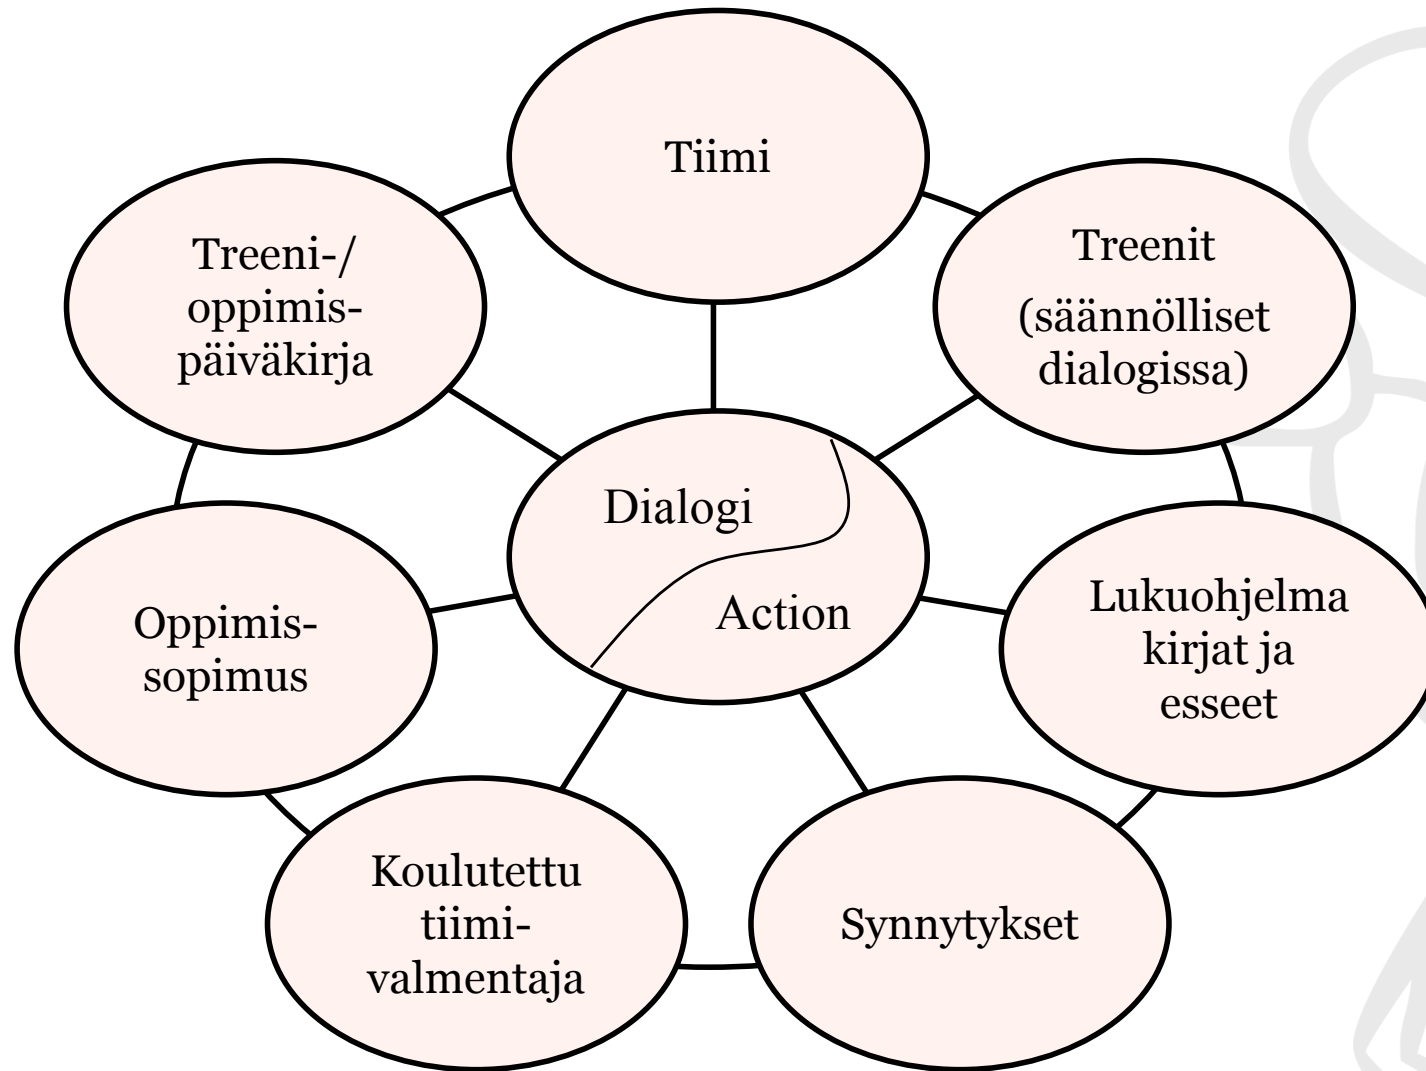 Tiimi
Treenit
(säännölliset
dialogissa)
Lukuohjelma
kirjat ja
esseet
Synnytykset
Koulutettu
tiimi-
valmentaja
Oppimis-
sopimus
Treeni-/
oppimis-
päiväkirja
Dialogi
Action